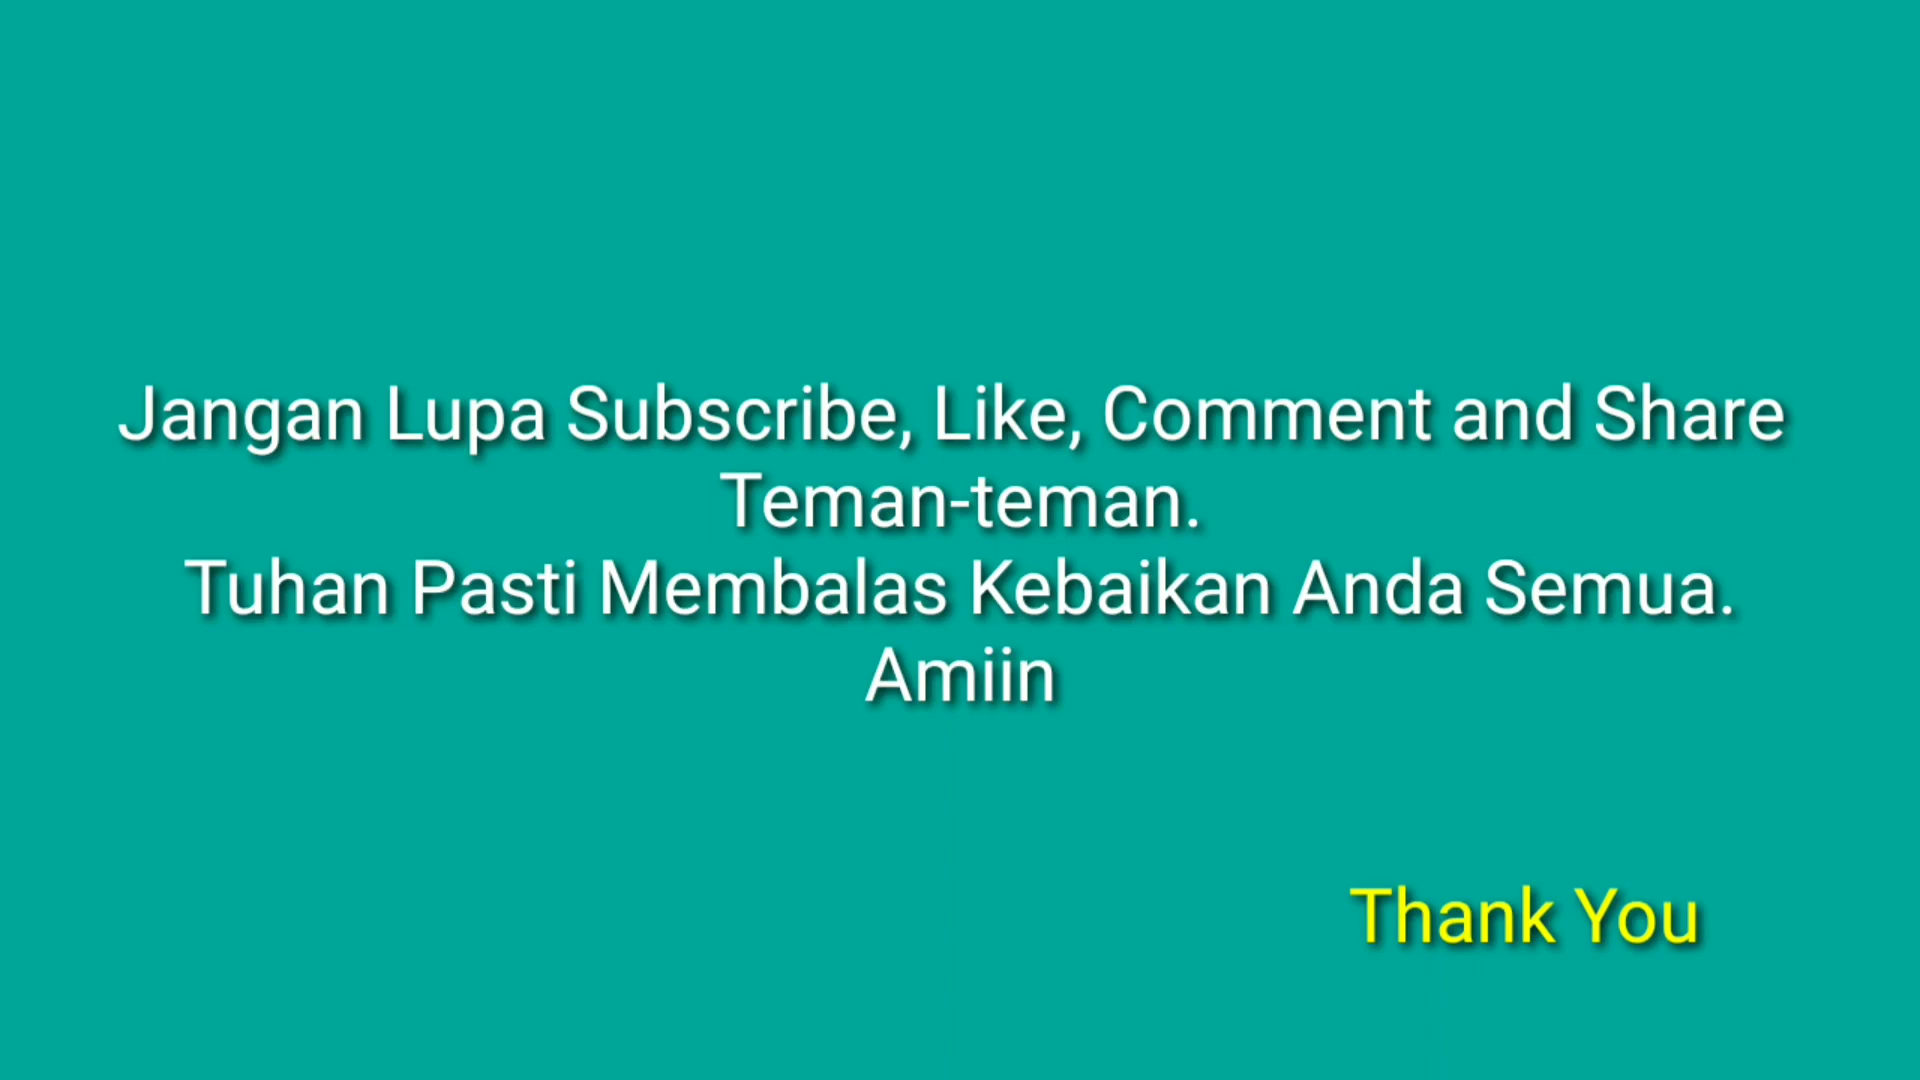 Jangan Lupa Subscribe, Like, Comment and Share
Teman-teman.
Tuhan Pasti Membalas Kebaikan Anda Semua.
Amiin
Thank You